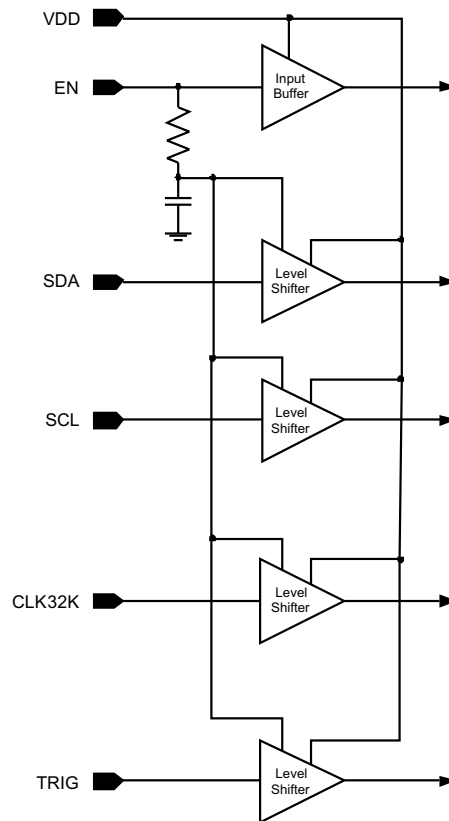 VDD
EN
Input
Buffer
SDA
Level
Shifter
SCL
Level
Shifter
CLK32K
Level
Shifter
TRIG
Level
Shifter